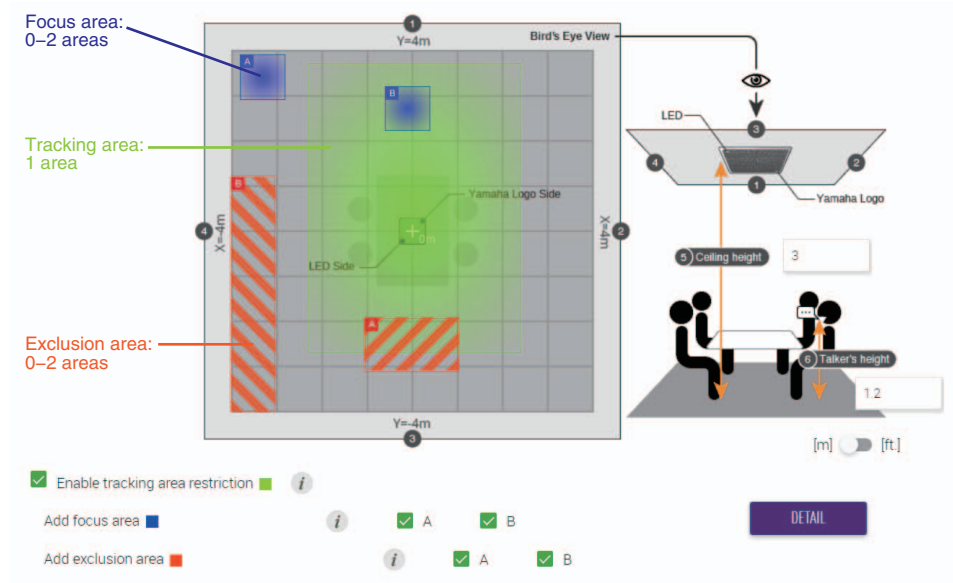 Focus area:
0–2 areas
Tracking area:
1 area
Exclusion area:
0–2 areas
1
Y=4m
A
B
B
Yamaha Logo Side
0m
LED Side
4
X=-4m
X=4m
2
A
Y=-4m
3
Bird's Eye View
LED
3
4
2
1
Yamaha Logo
5 Ceiling height
3
...
6 Talker's height
1.2
[m] [ft.]
Enable tracking area restriction i
Add focus area i A B
Add exclusion area i A B
DETAIL